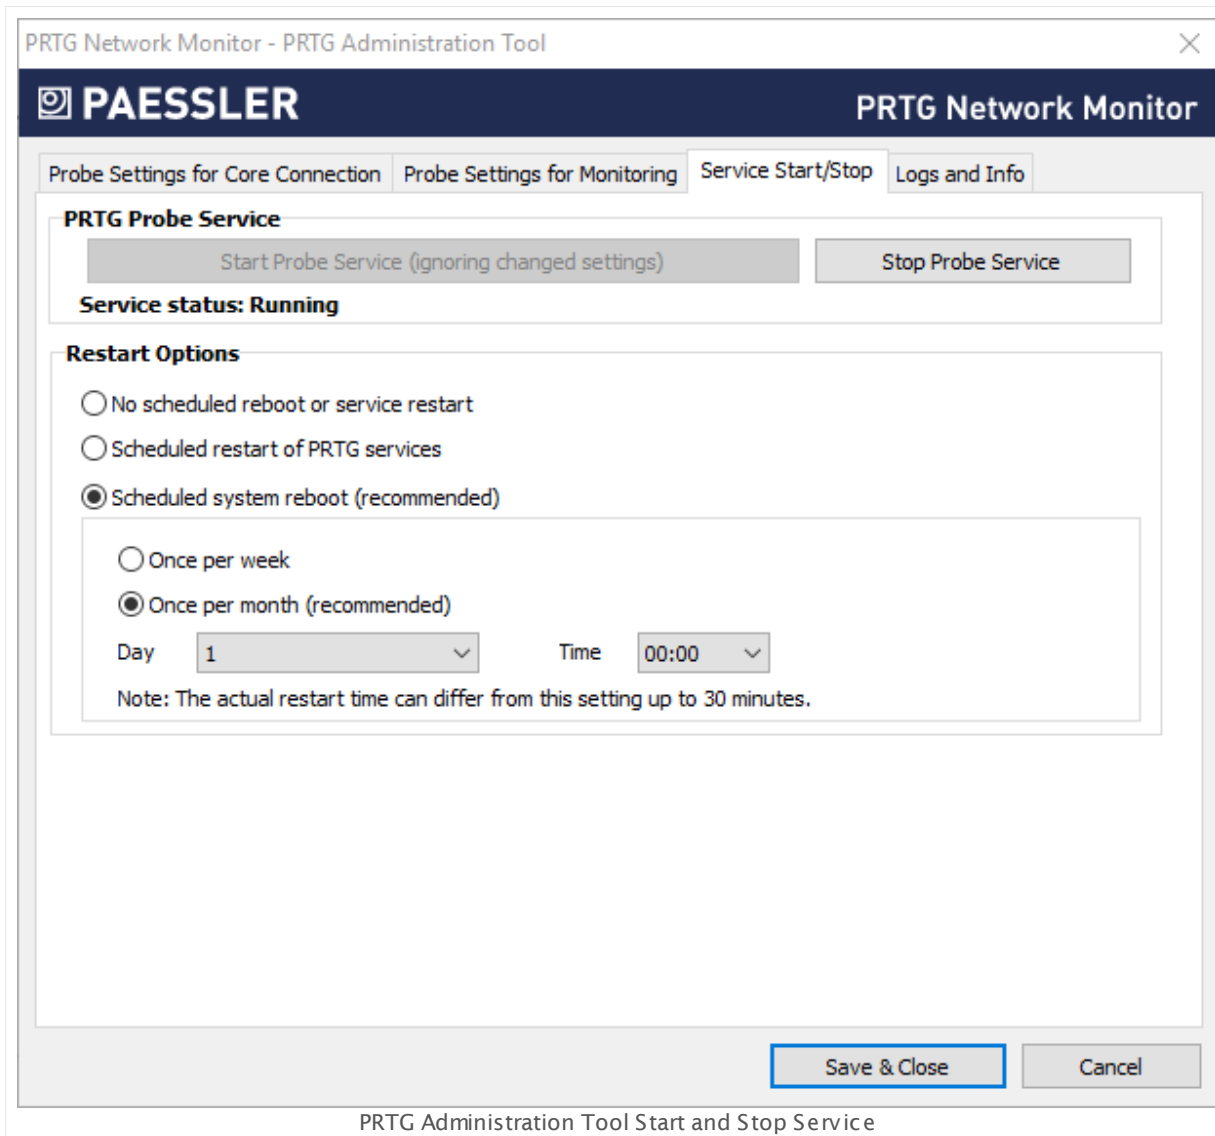 PRTG Network Monitor - PRTG Administration Tool
PAESSLER
PRTG Network Monitor
Probe Settings for Core Connection
Probe Settings for Monitoring
Service Start/Stop
Logs and Info
PRTG Probe Service
Start Probe Service (ignoring changed settings)
Stop Probe Service
Service status: Running
Restart Options
No scheduled reboot or service restart
Scheduled restart of PRTG services
Scheduled system reboot (recommended)
Once per week
Once per month (recommended)
Day
1
Time
00:00
Note: The actual restart time can differ from this setting up to 30 minutes.
Save & Close
Cancel
PRTG Administration Tool Start and Stop Service